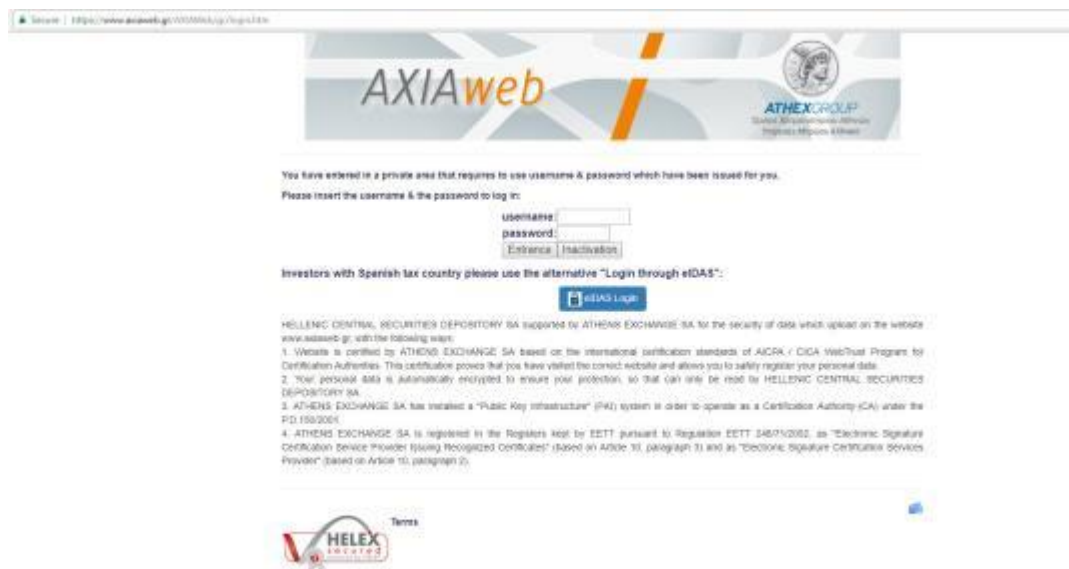 Secure | https://www.axiaweb.gr/AXIAWeb/gr/login.htm
AXIAweb
ATHEXGROUP
You have entered in a private area that requires to use username & password which have been issued for you.
Please insert the username & the password to log in:
username:
password:
Entrance Inactivation
Investors with Spanish tax country please use the alternative "Login through eIDAS":
eIDAS Login
HELLENIC CENTRAL SECURITIES DEPOSITORY SA supported by ATHENS EXCHANGE SA for the security of data which upload on the website
www.axiaweb.gr, with the following ways:
1. Website is certified by ATHENS EXCHANGE SA based on the international certification standards of AICPA / CICA WebTrust Program for
Certification Authorities. This certification proves that you have visited the correct website and allows you to safely register your personal data.
2. Your personal data is automatically encrypted to ensure your protection, so that can only be read by HELLENIC CENTRAL SECURITIES
DEPOSITORY SA.
3. ATHENS EXCHANGE SA has installed a "Public Key Infrastructure" (PAI) system in order to operate as a Certification Authority (CA) under the
P.D.150/2001.
4. ATHENS EXCHANGE SA is registered in the Registers kept by EETT pursuant to Regulation EETT 248/71/2002, as "Electronic Signature
Certification Service Provider Issuing Recognized Certificates" (based on Article 10, paragraph 3) and as "Electronic Signature Certification Services
Provider" (based on Article 10, paragraph 2).
Terms
HELEX
secured